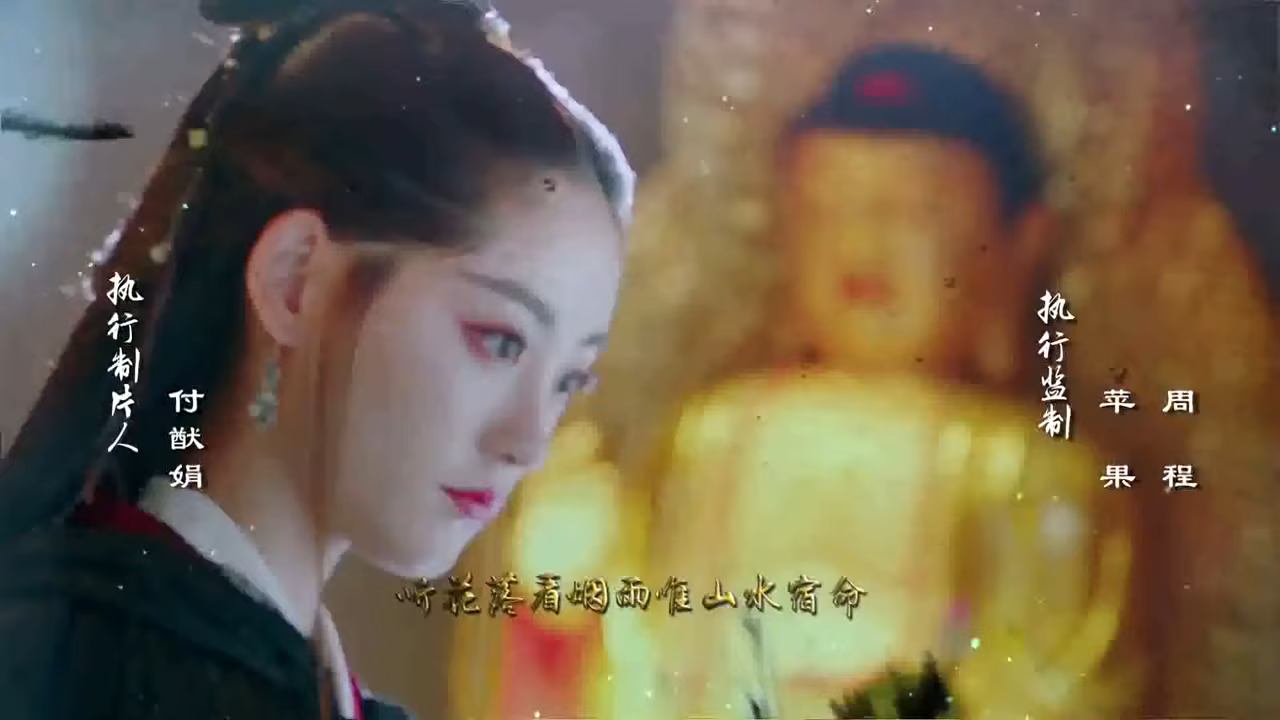 执行制片人
付猷娟
执行监制
周程
苹果
听花落看烟雨唯山水宿命